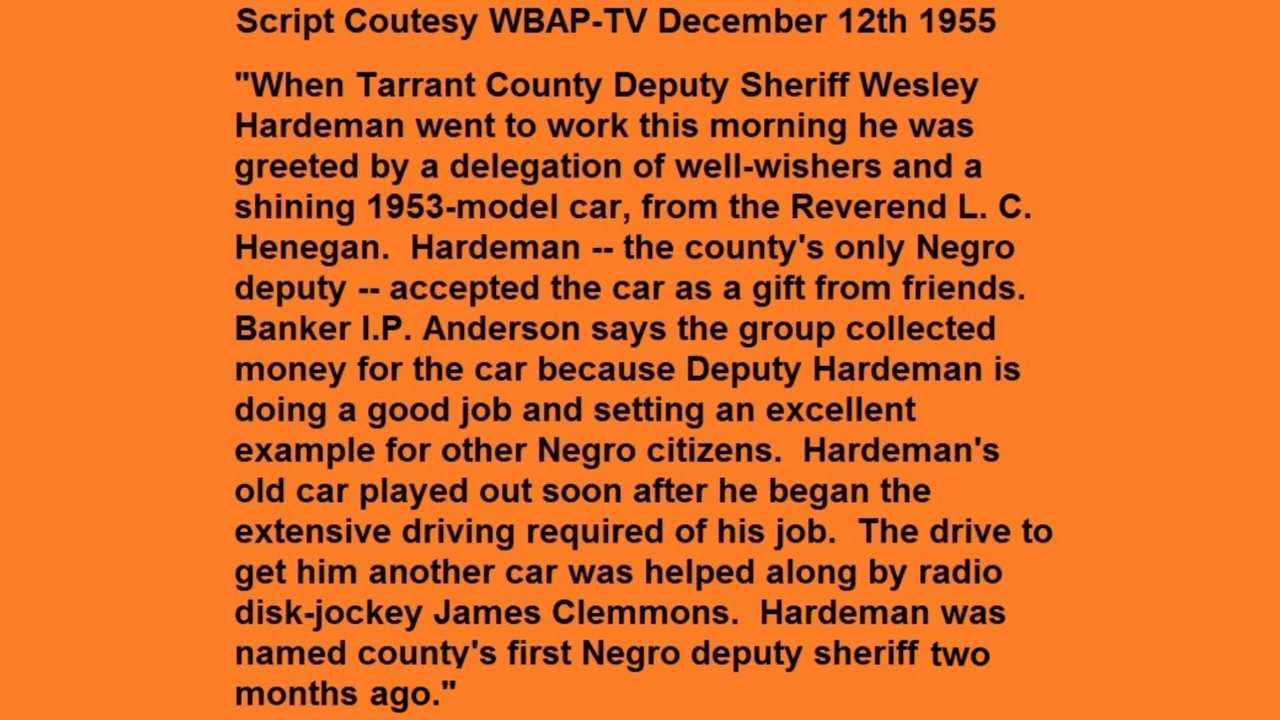 Script Coutesy WBAP-TV December 12th 1955
"When Tarrant County Deputy Sheriff Wesley
Hardeman went to work this morning he was
greeted by a delegation of well-wishers and a
shining 1953-model car, from the Reverend L. C.
Henegan.  Hardeman -- the county's only Negro
deputy -- accepted the car as a gift from friends.
Banker I.P. Anderson says the group collected
money for the car because Deputy Hardeman is
doing a good job and setting an excellent
example for other Negro citizens.  Hardeman's
old car played out soon after he began the
extensive driving required of his job.  The drive to
get him another car was helped along by radio
disk-jockey James Clemmons.  Hardeman was
named county's first Negro deputy sheriff two
months ago."